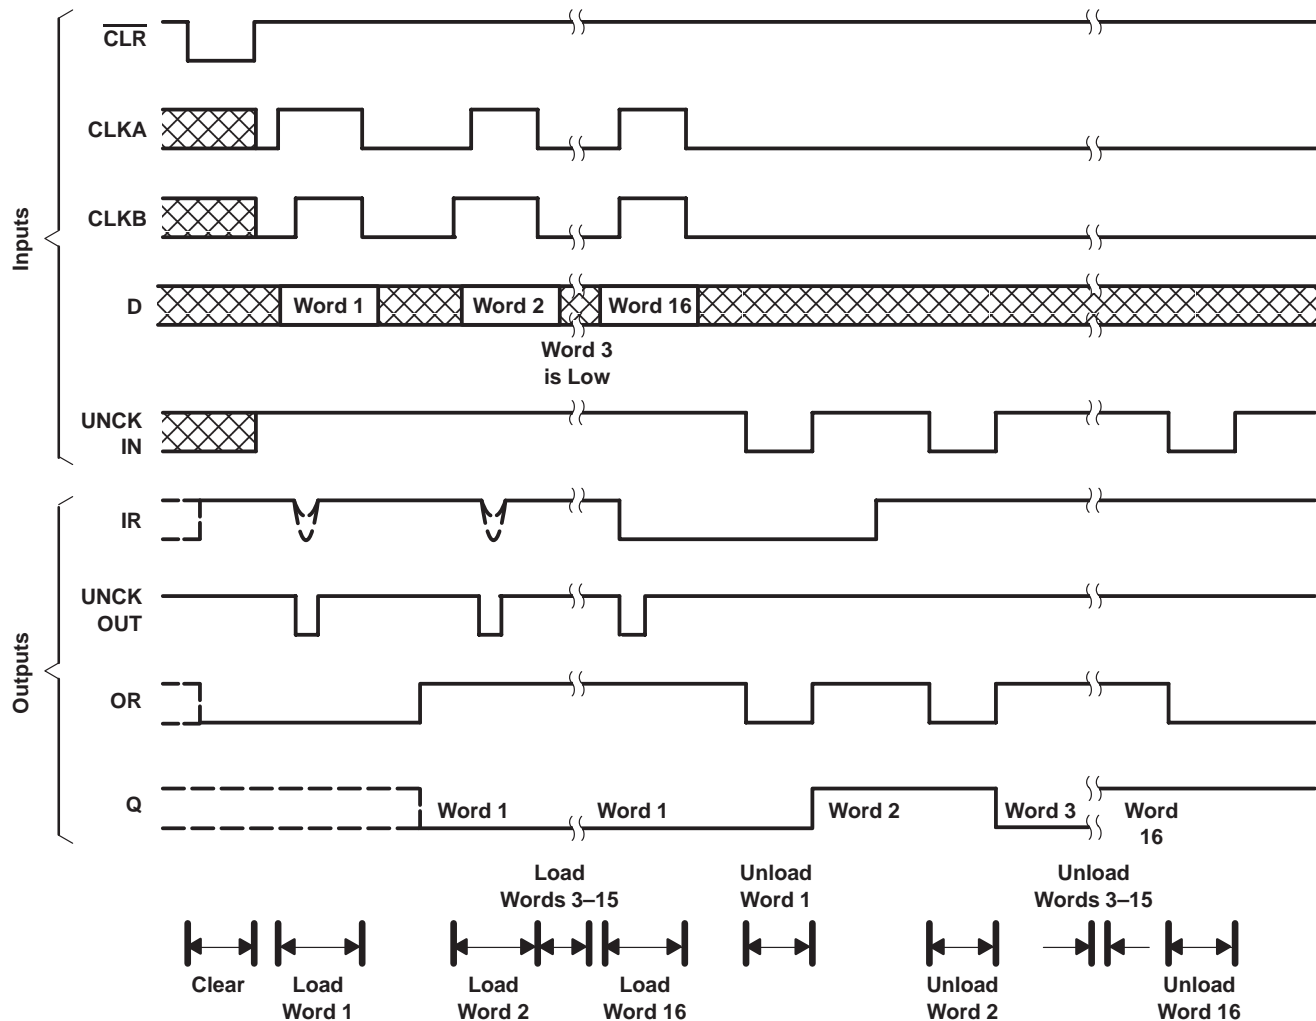 Inputs
CLR
CLKA
CLKB
D
Word 1
Word 2
Word 16
Word 3
is Low
UNCK
IN
Outputs
IR
UNCK
OUT
OR
Q
Word 1
Word 1
Word 2
Word 3
Word
16
Load
Words 3–15
Unload
Word 1
Unload
Words 3–15
Clear
Load
Word 1
Load
Word 2
Load
Word 16
Unload
Word 2
Unload
Word 16